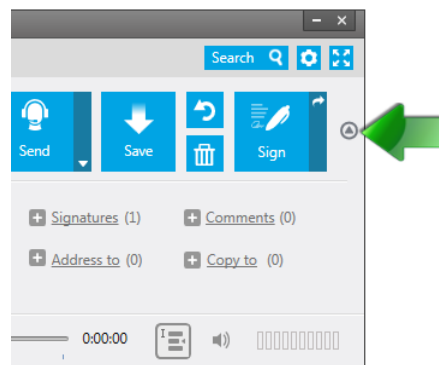 Search
Send
Save
Sign
Signatures (1)
Comments (0)
Address to (0)
Copy to (0)
0:00:00